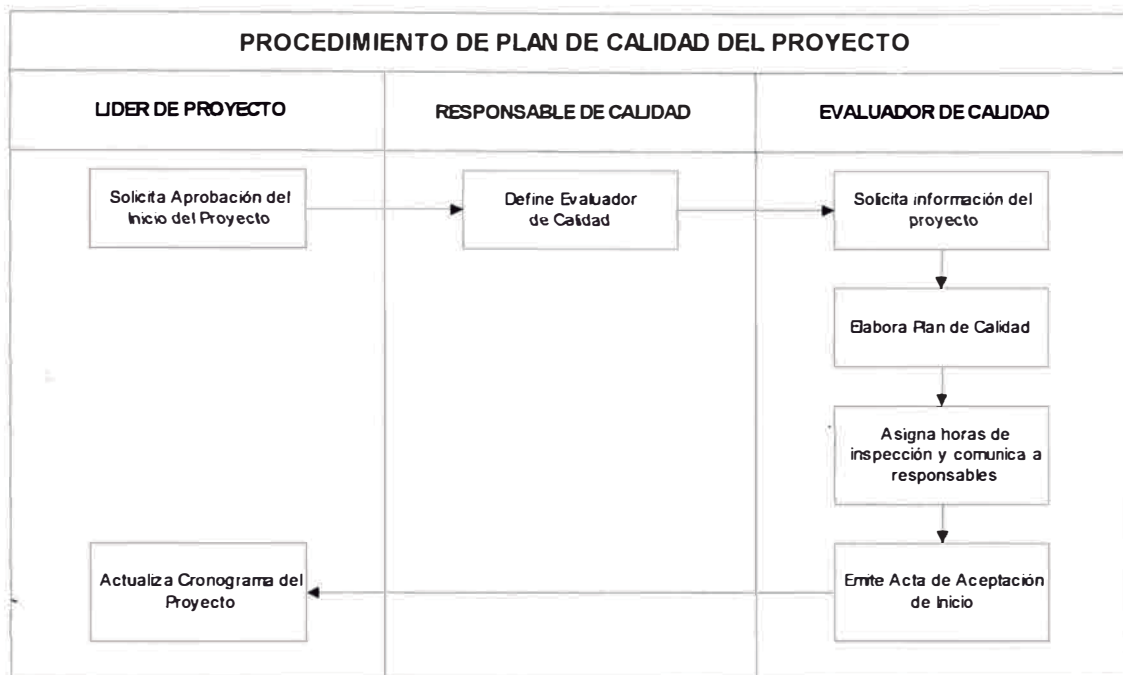 PROCEDIMIENTO DE PLAN DE CALIDAD DEL PROYECTO
LIDER DE PROYECTO
RESPONSABLE DE CALIDAD
EVALUADOR DE CALIDAD
Solicita Aprobación del
Inicio del Proyecto
Define Evaluador
de Calidad
Solicita información del
proyecto
Elabora Plan de Calidad
Asigna horas de
inspección y comunica a
responsables
Actualiza Cronograma del
Proyecto
Emite Acta de Aceptación
de Inicio